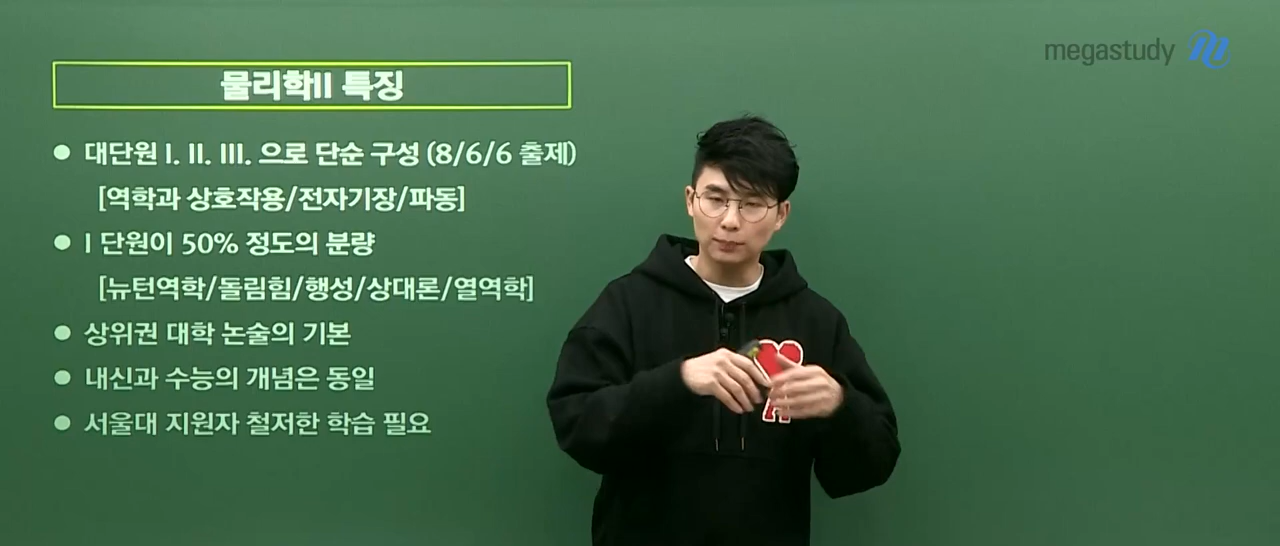 megastudy
물리학II 특징
● 대단원 I. II. III. 으로 단순 구성 (8/6/6 출제)
[역학과 상호작용/전자기장/파동]
● I 단원이 50% 정도의 분량
[뉴턴역학/돌림힘/행성/상대론/열역학]
● 상위권 대학 논술의 기본
● 내신과 수능의 개념은 동일
● 서울대 지원자 철저한 학습 필요